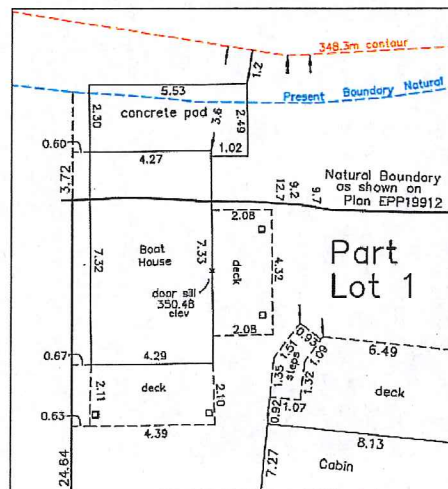 348.3m contour
1.2
5.53
Present Boundary Natural
2.30
concrete pad
3.6
2.49
0.60
4.27
1.02
3.72
12.7
9.2
9.7
Natural Boundary
as shown on
Plan EPP19912
2.08
7.32
Boat
House
7.33
deck
4.32
Part
Lot 1
door sill
350.48
elev
2.08
0.93
1.51
1.09
6.49
0.67
4.29
1.35
steps
1.32
deck
2.11
deck
2.10
0.92
1.07
0.63
4.39
8.13
24.64
7.27
Cabin